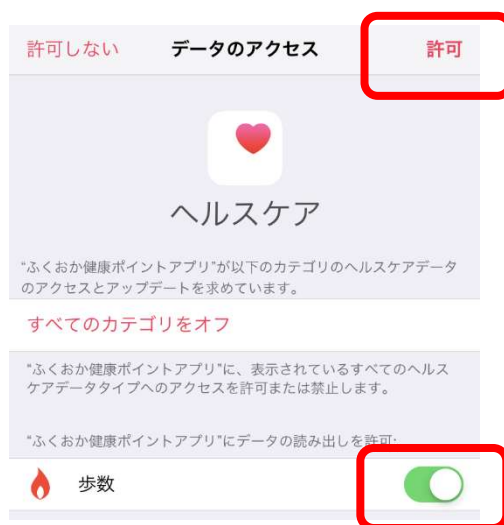 許可しない データのアクセス 許可
ヘルスケア
“ふくおか健康ポイントアプリ”が以下のカテゴリのヘルスケアデータ
のアクセスとアップデートを求めています。
すべてのカテゴリをオフ
“ふくおか健康ポイントアプリ”に、表示されているすべてのヘルス
ケアデータタイプへのアクセスを許可または禁止します。
“ふくおか健康ポイントアプリ”にデータの読み出しを許可:
歩数